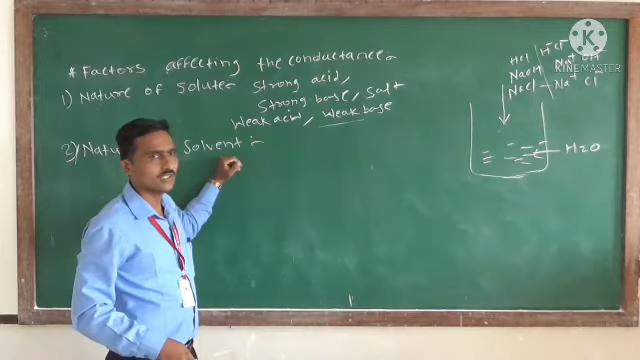 * Factors affecting the conductance-
1) Nature of solute- strong acid,
Strong base, salt
Weak acid, weak base
2) Natu Solvent :-
HCl | H+ Cl-
NaOH Na+ OH
NaCl Na+ Cl-
H2O
KINEMASTER